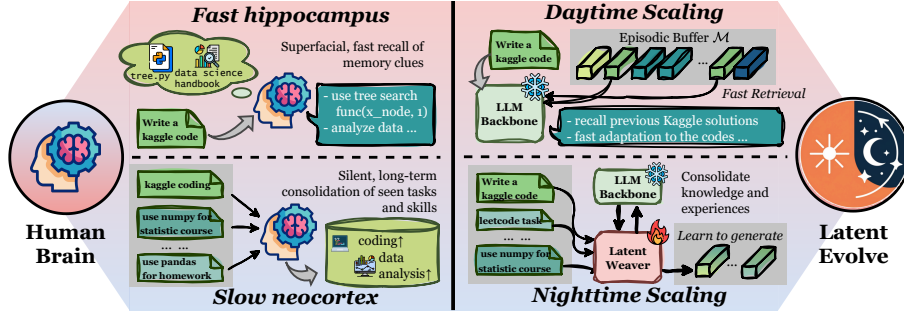 Fast hippocampus
tree.py
data science
handbook
Superfacial, fast recall of
memory clues
Write a
kaggle code
- use tree search
func(x_node, 1)
- analyze data ...
kaggle coding
use numpy for
statistic course
... ...
use pandas
for homework
Silent, long-term
consolidation of seen tasks
and skills
coding↑
data
analysis↑
Slow neocortex
Human
Brain
Daytime Scaling
Write a
kaggle code
Episodic Buffer M
...
LLM
Backbone
Fast Retrieval
- recall previous Kaggle solutions
- fast adaptation to the codes ...
Write a
kaggle code
leetcode task
... ...
use numpy for
statistic course
LLM
Backbone
Consolidate
knowledge and
experiences
Latent
Weaver
Learn to generate
...
Nighttime Scaling
Latent
Evolve